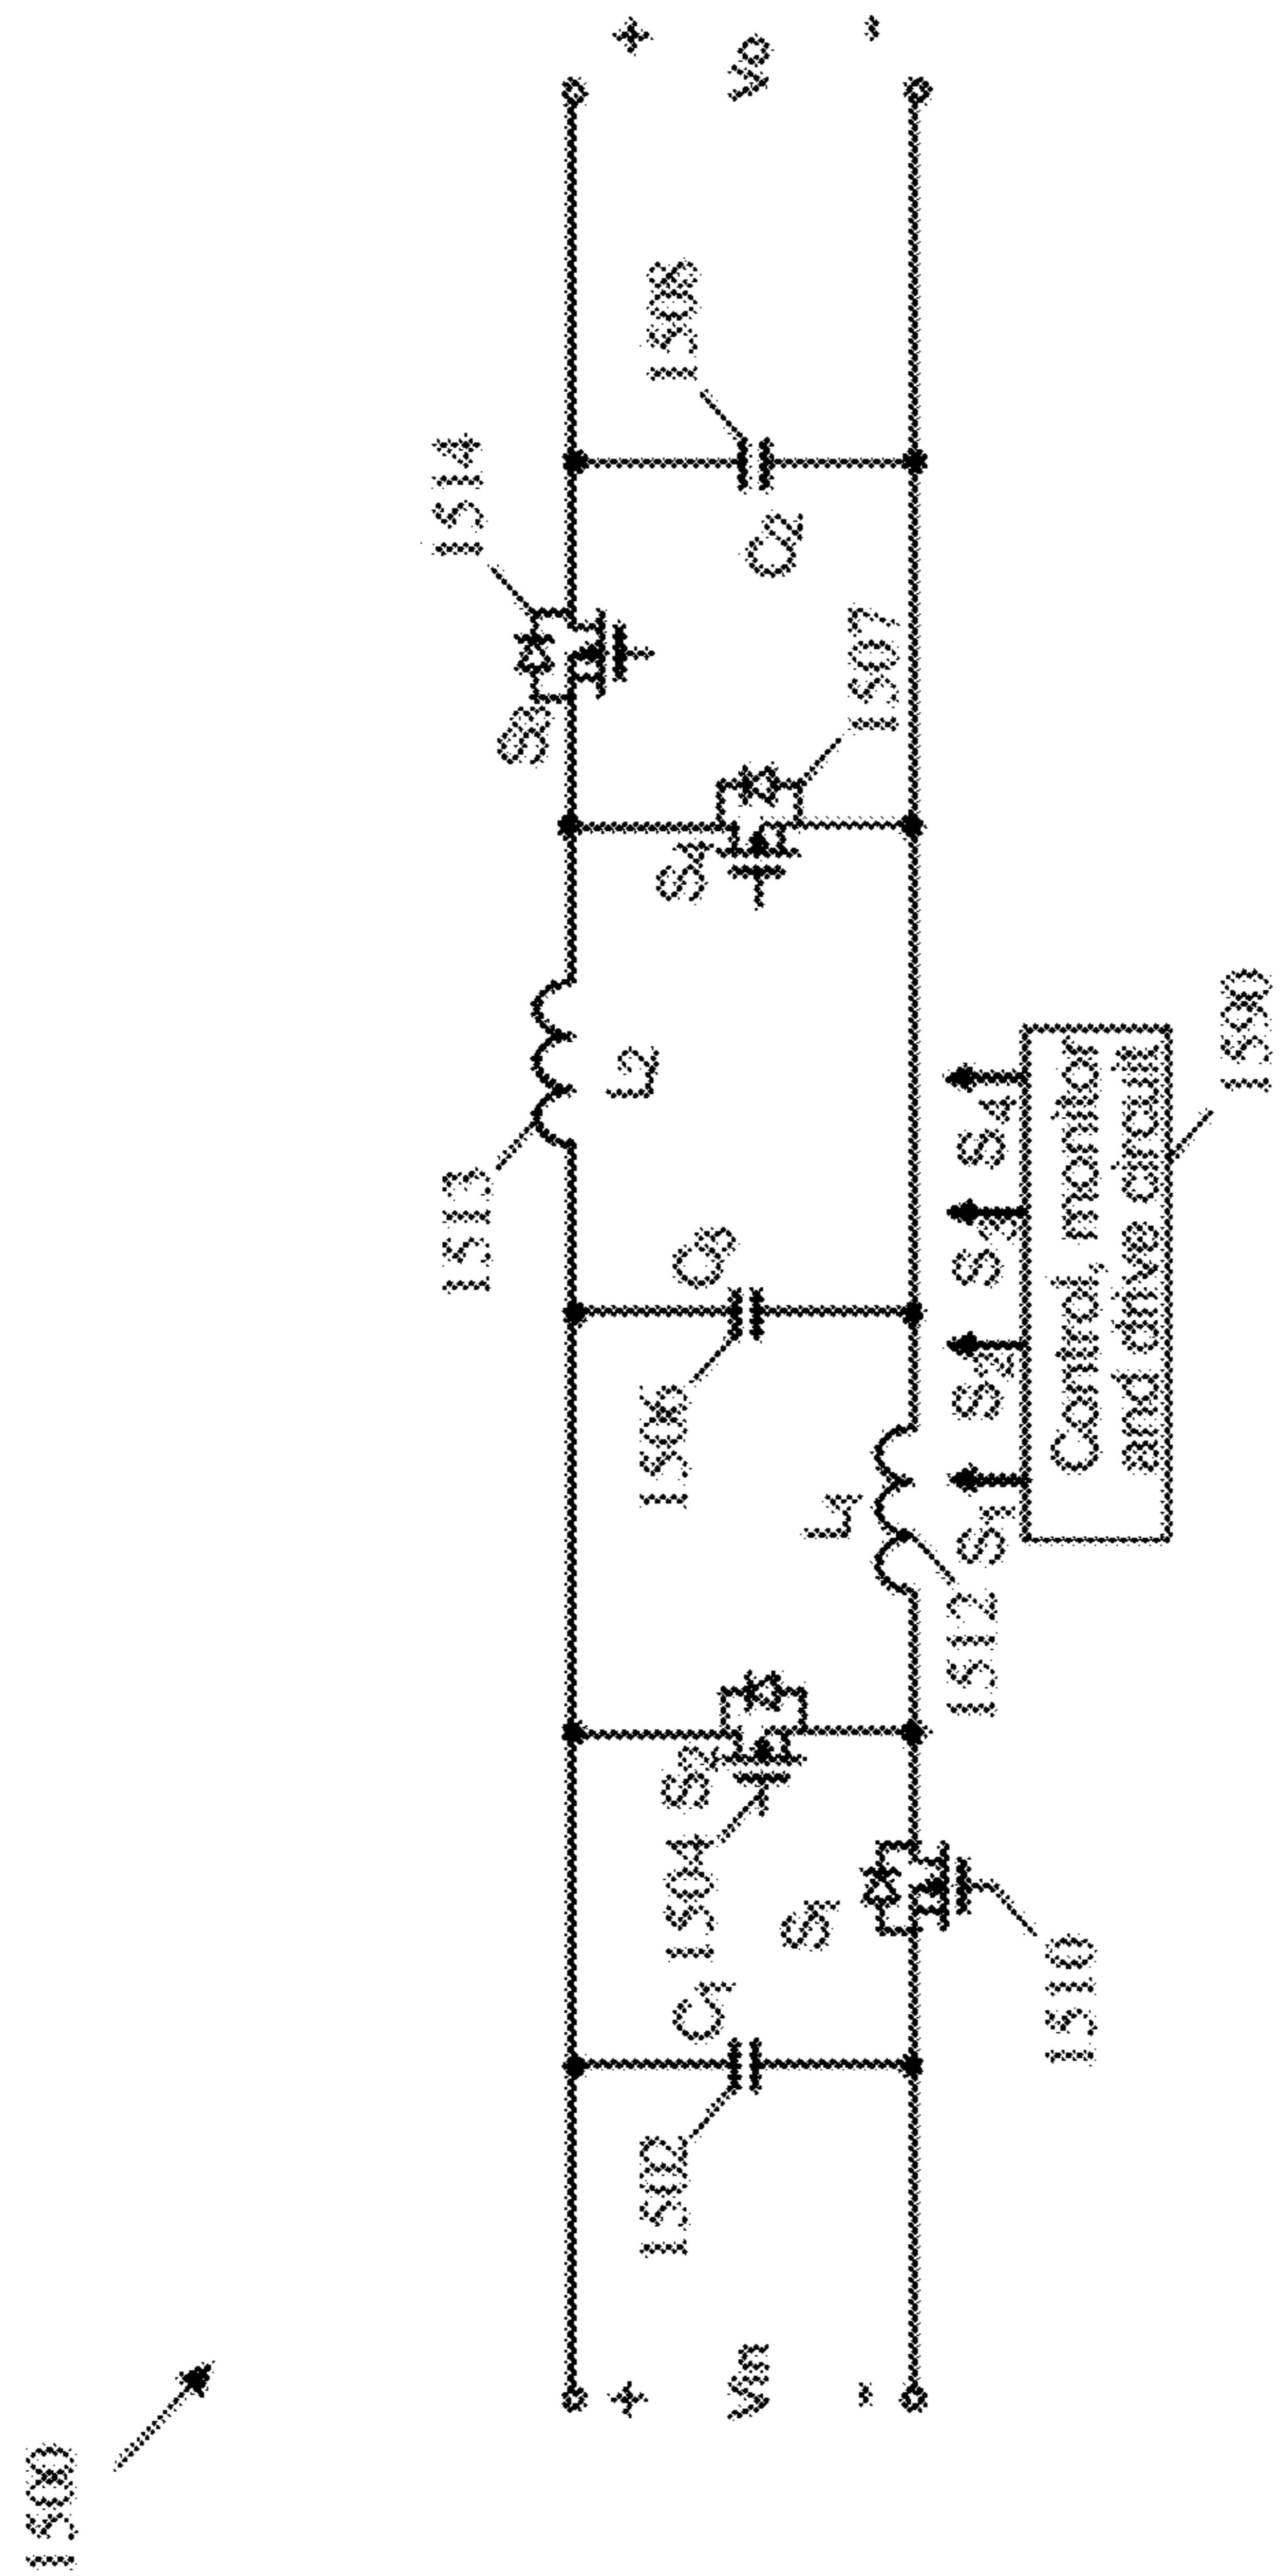 1500
1514
S3
1513
L2
1508
C2
1507
S4
C3
1506
S2
1504
C1
1502
L1
S1
1512
1510
+
Vin
-
+
Vo
-
S1
S2
S3
S4
Control, monitor
and drive circuit
1590